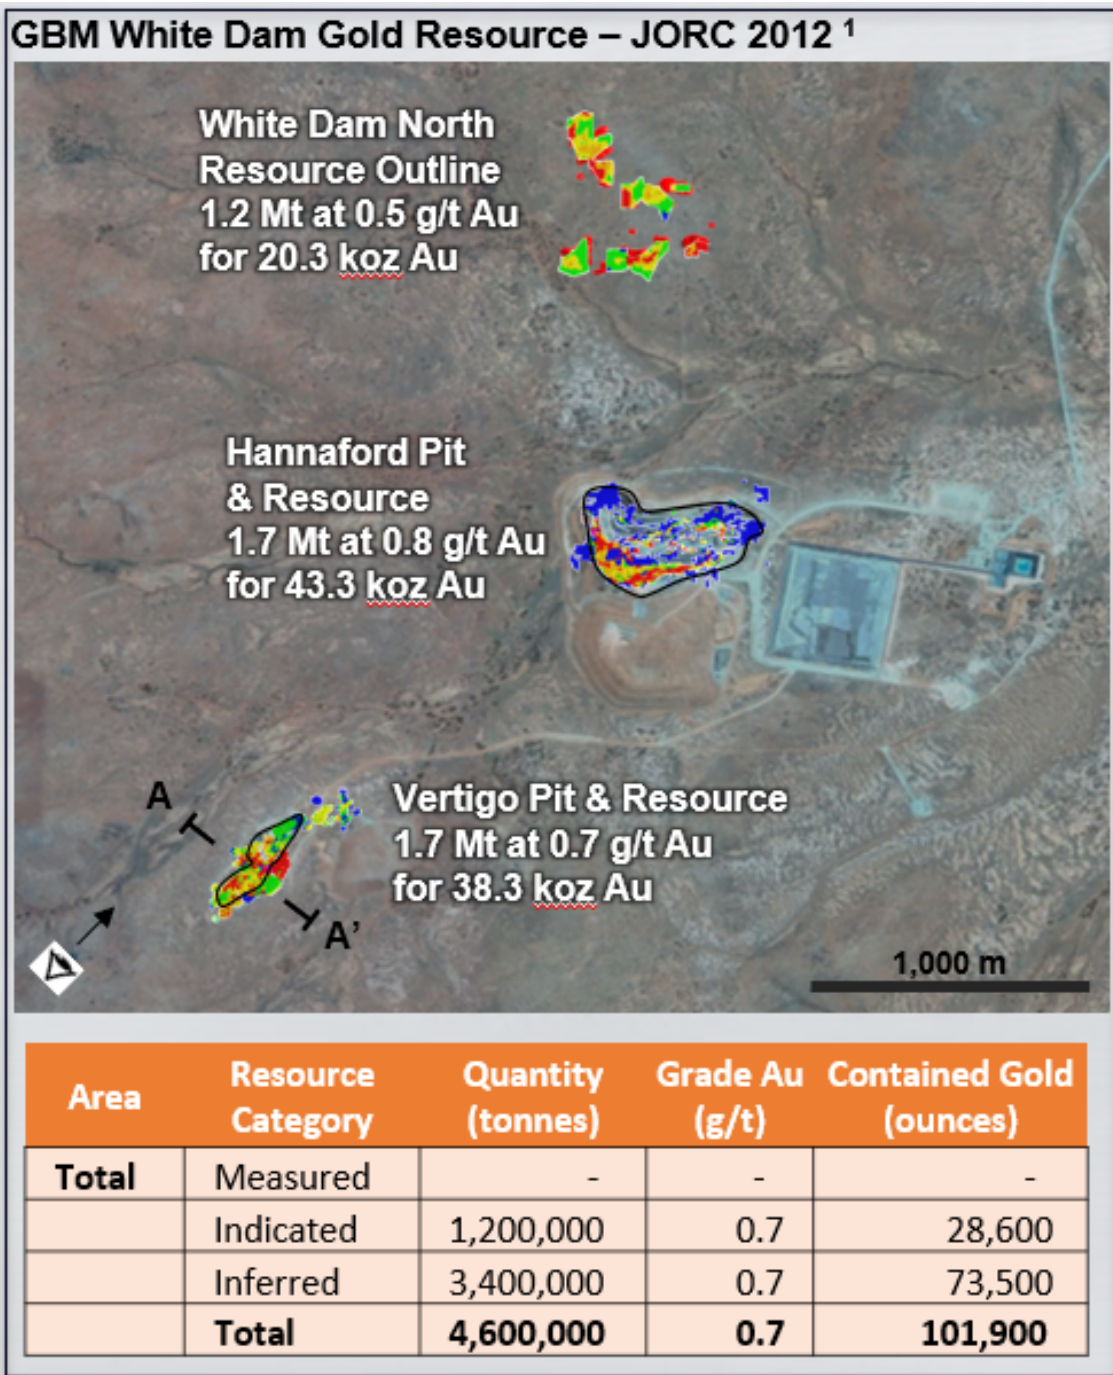 GBM White Dam Gold Resource – JORC 2012 ¹
White Dam North
Resource Outline
1.2 Mt at 0.5 g/t Au
for 20.3 koz Au
Hannaford Pit
& Resource
1.7 Mt at 0.8 g/t Au
for 43.3 koz Au
A
Vertigo Pit & Resource
1.7 Mt at 0.7 g/t Au
for 38.3 koz Au
A’
1,000 m
Area Resource Category Quantity (tonnes) Grade Au (g/t) Contained Gold (ounces)
Total Measured - - -
Indicated 1,200,000 0.7 28,600
Inferred 3,400,000 0.7 73,500
Total 4,600,000 0.7 101,900